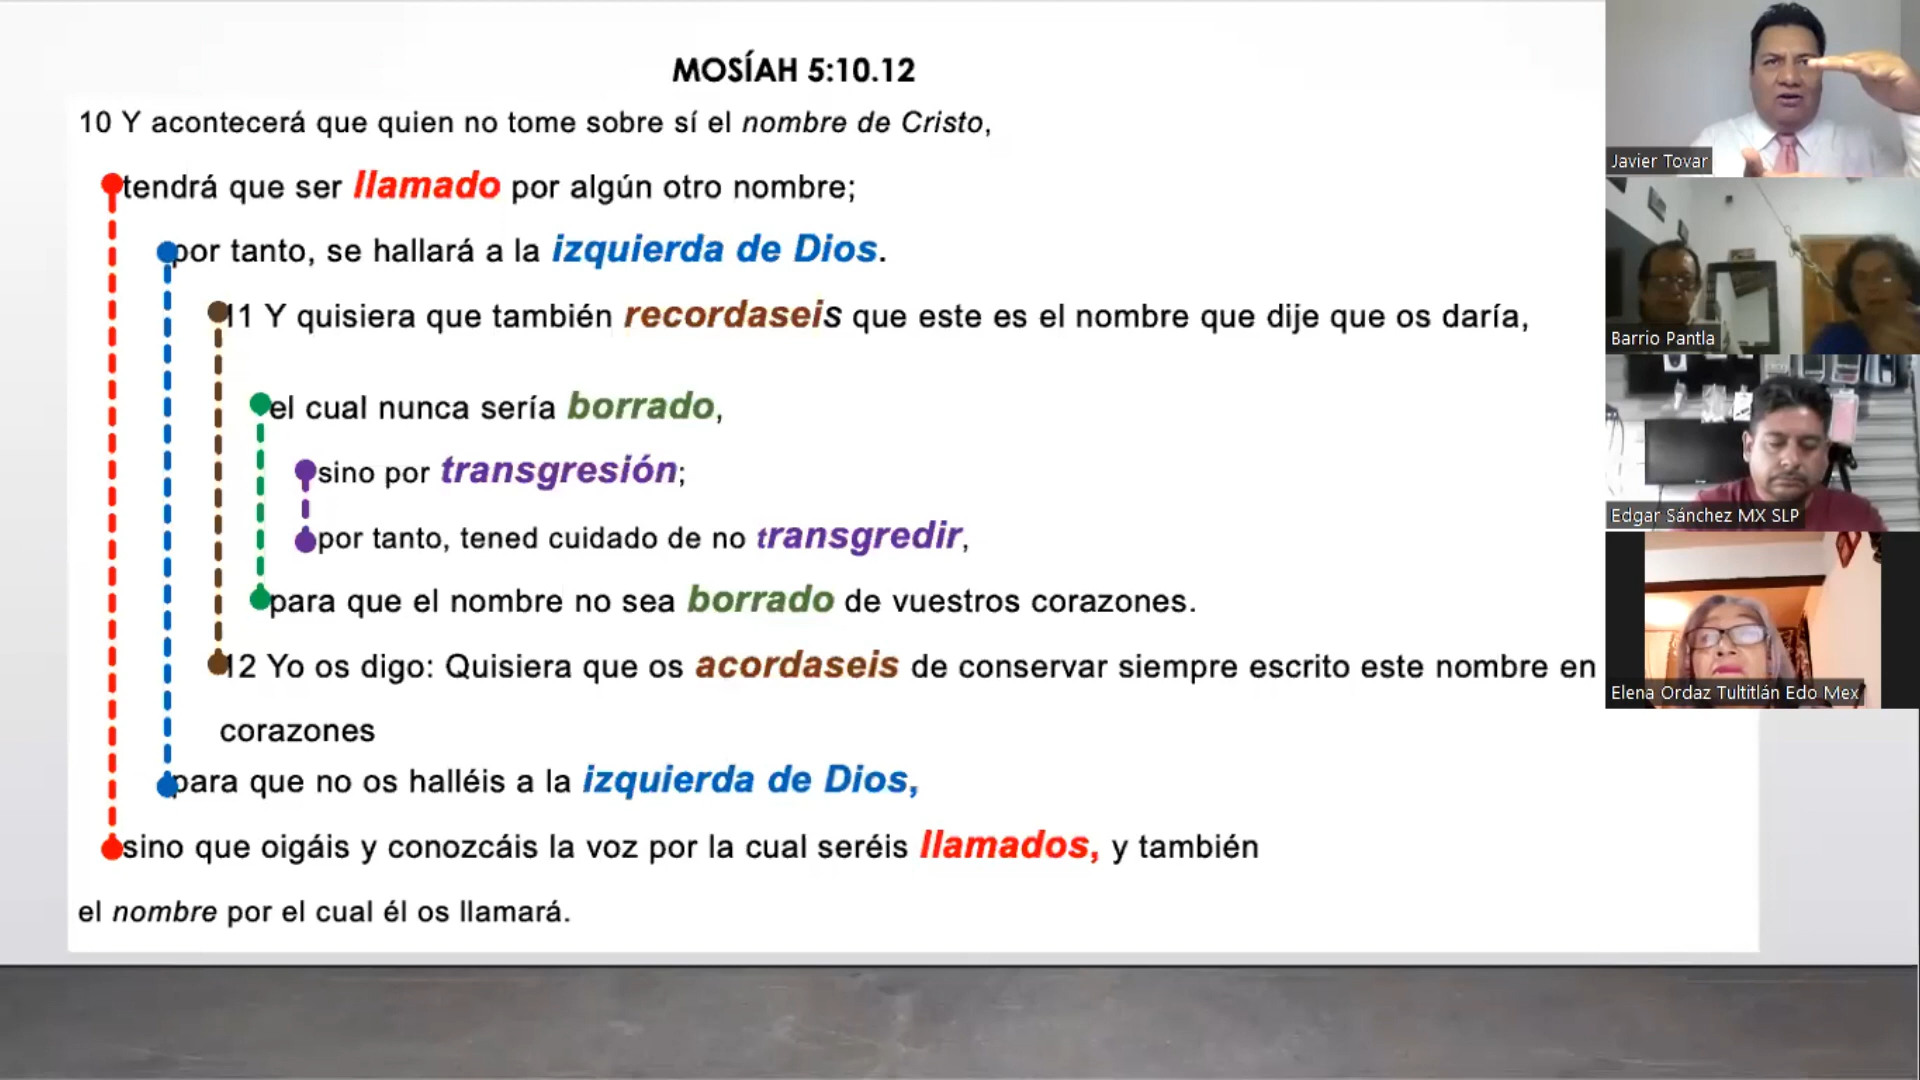 MOSÍAH 5:10.12
10 Y acontecerá que quien no tome sobre sí el nombre de Cristo,
tendrá que ser llamado por algún otro nombre;
por tanto, se hallará a la izquierda de Dios.
11 Y quisiera que también recordaseis que este es el nombre que dije que os daría,
el cual nunca sería borrado,
sino por transgresión;
por tanto, tened cuidado de no transgredir,
para que el nombre no sea borrado de vuestros corazones.
12 Yo os digo: Quisiera que os acordaseis de conservar siempre escrito este nombre en
corazones
para que no os halléis a la izquierda de Dios,
sino que oigáis y conozcáis la voz por la cual seréis llamados, y también
el nombre por el cual él os llamará.
Javier Tovar
Barrio Pantla
Edgar Sánchez MX SLP
Elena Ordaz Tultitlán Edo Mex